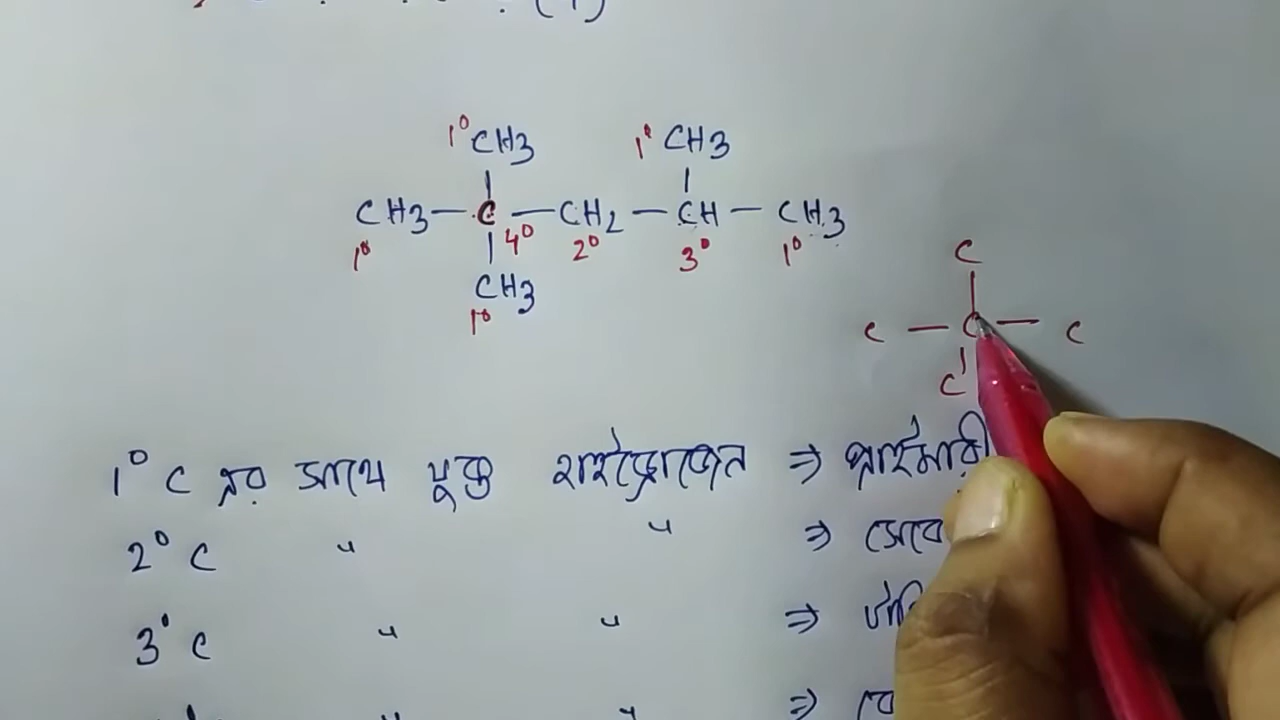 (1)
1° CH3 1° CH3
CH3 — C — CH2 — CH — CH3
1° 4° 2° 3° 1°
CH3
1°
C
C — C — C
C
1° C এর সাথে যুক্ত হাইড্রোজেন ⇒ প্রাইমারী
2° C " " ⇒ সেকে
3° C " " ⇒
" " ⇒